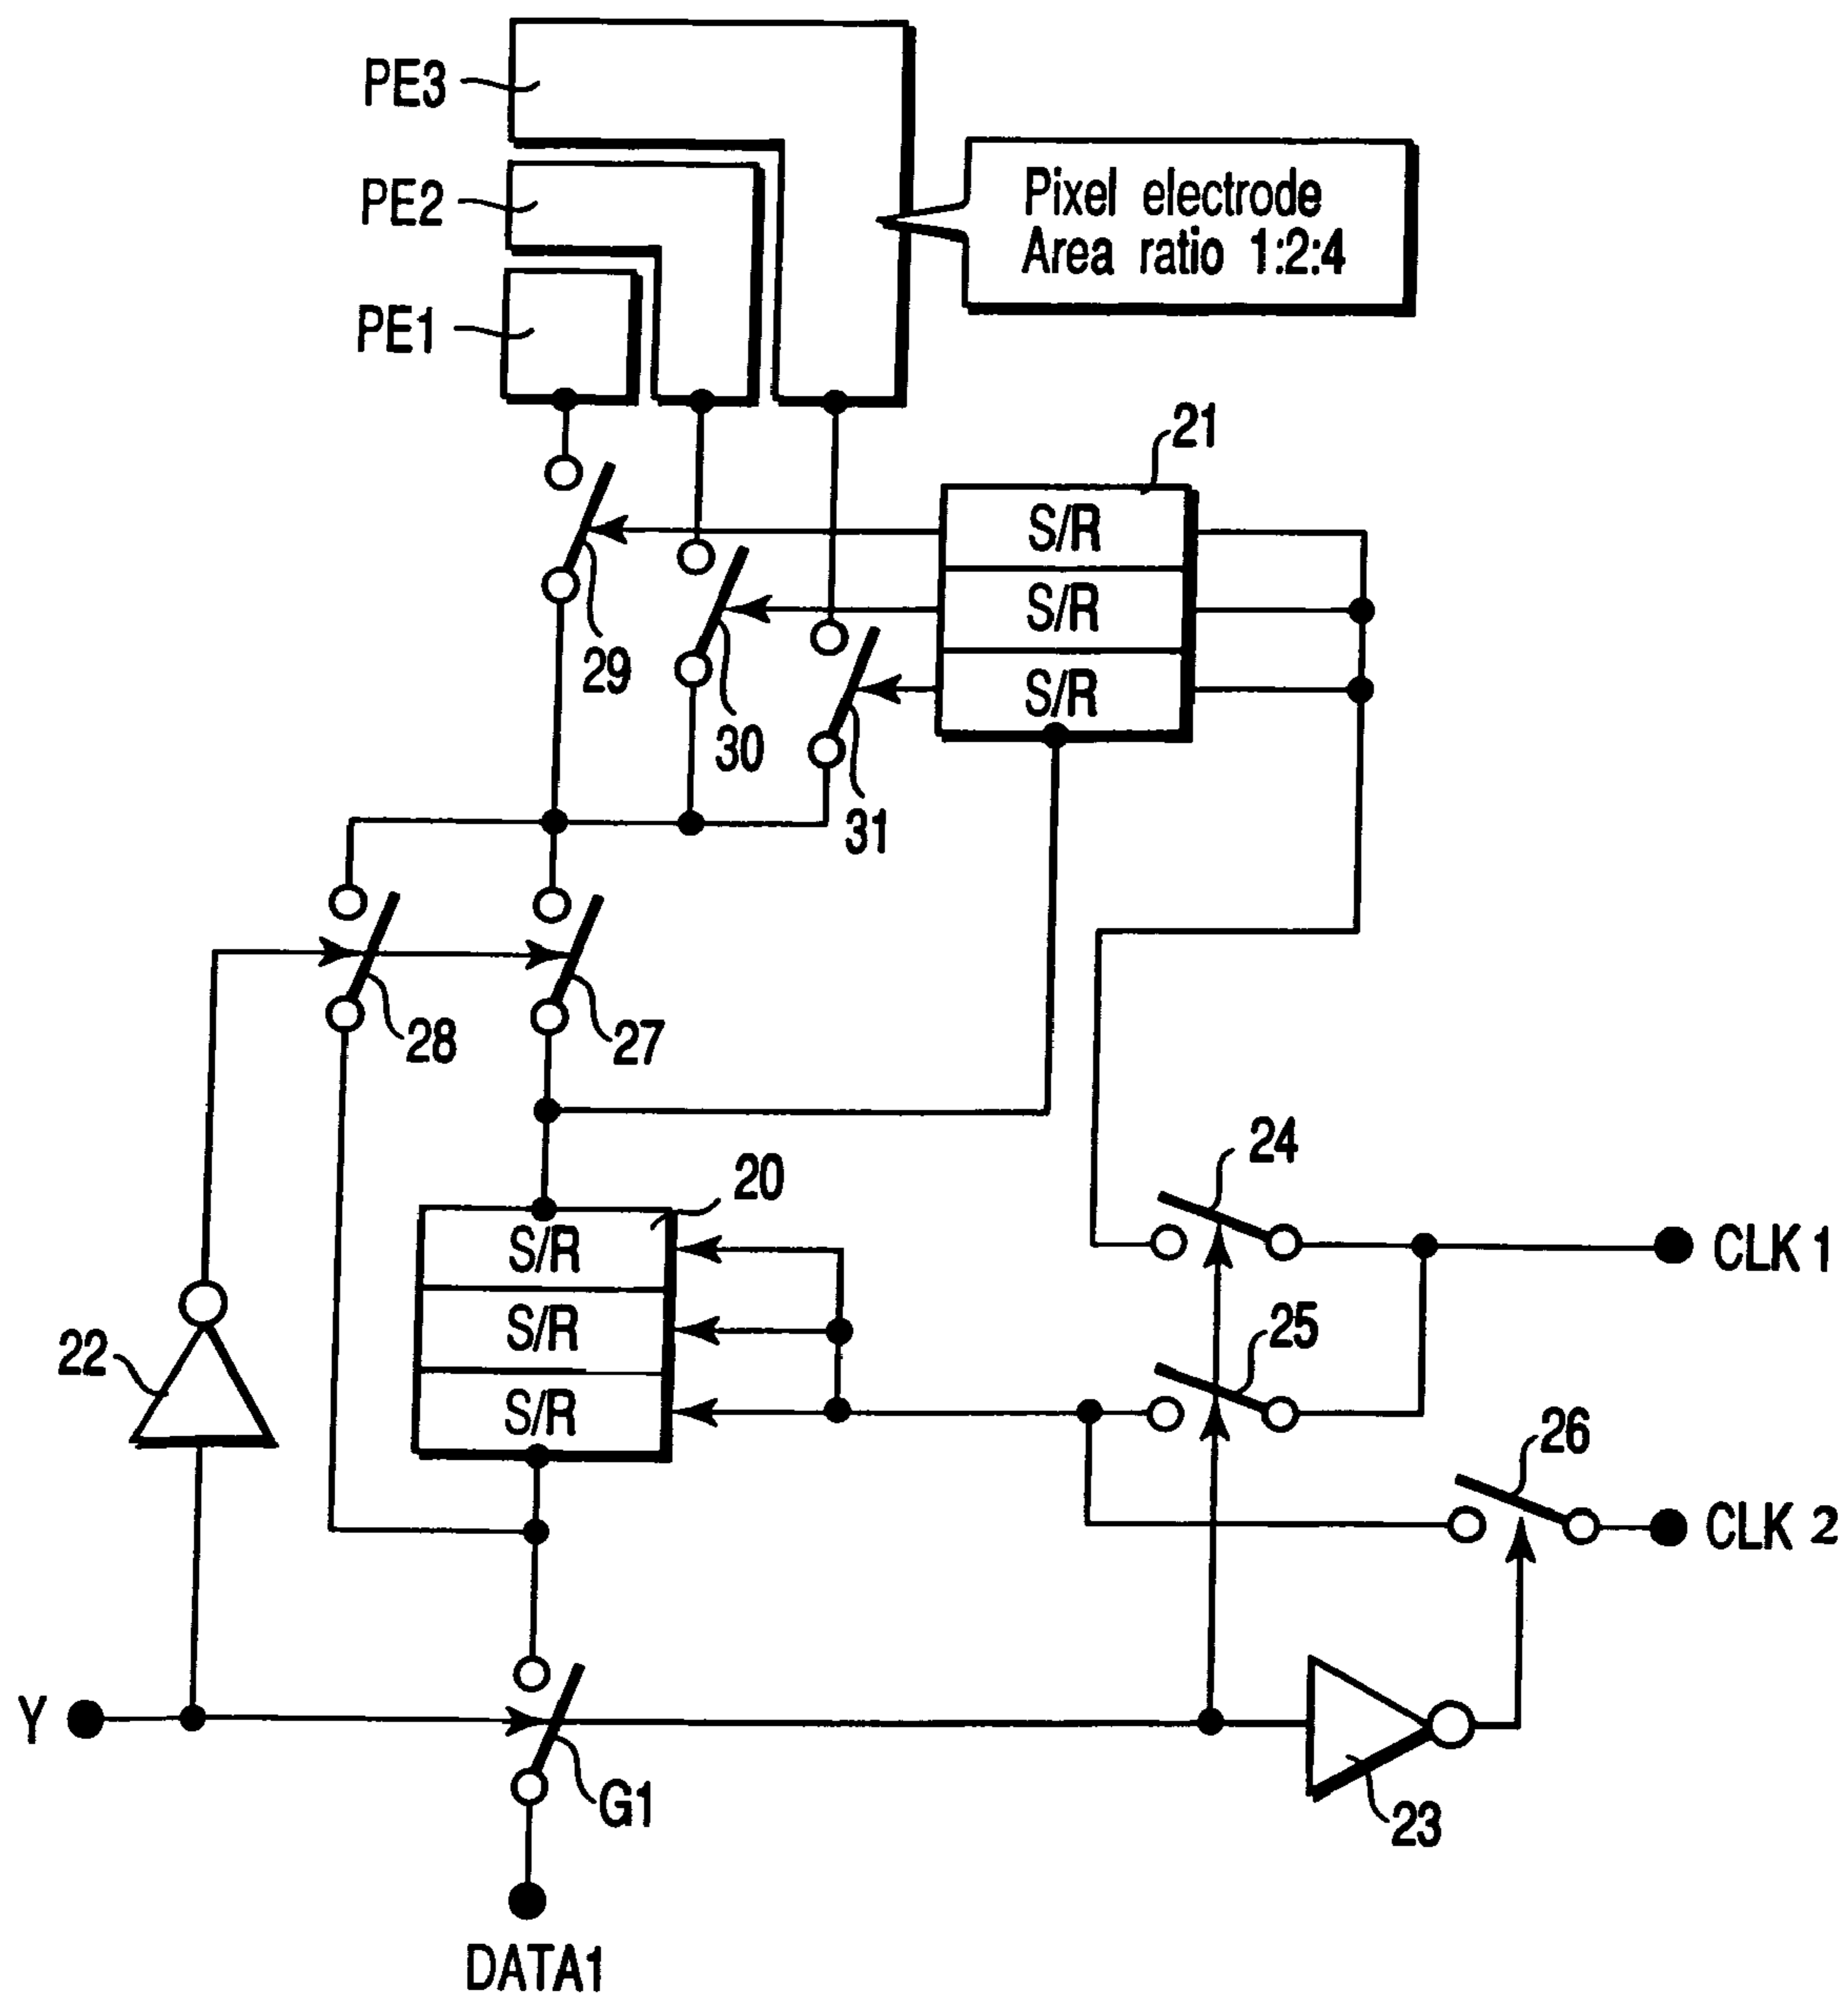 PE3
Pixel electrode
Area ratio 1:2:4
PE2
PE1
21
S/R
S/R
S/R
29
30
31
28
27
24
20
S/R
S/R
S/R
CLK 1
22
25
26
CLK 2
Y
G1
23
DATA1